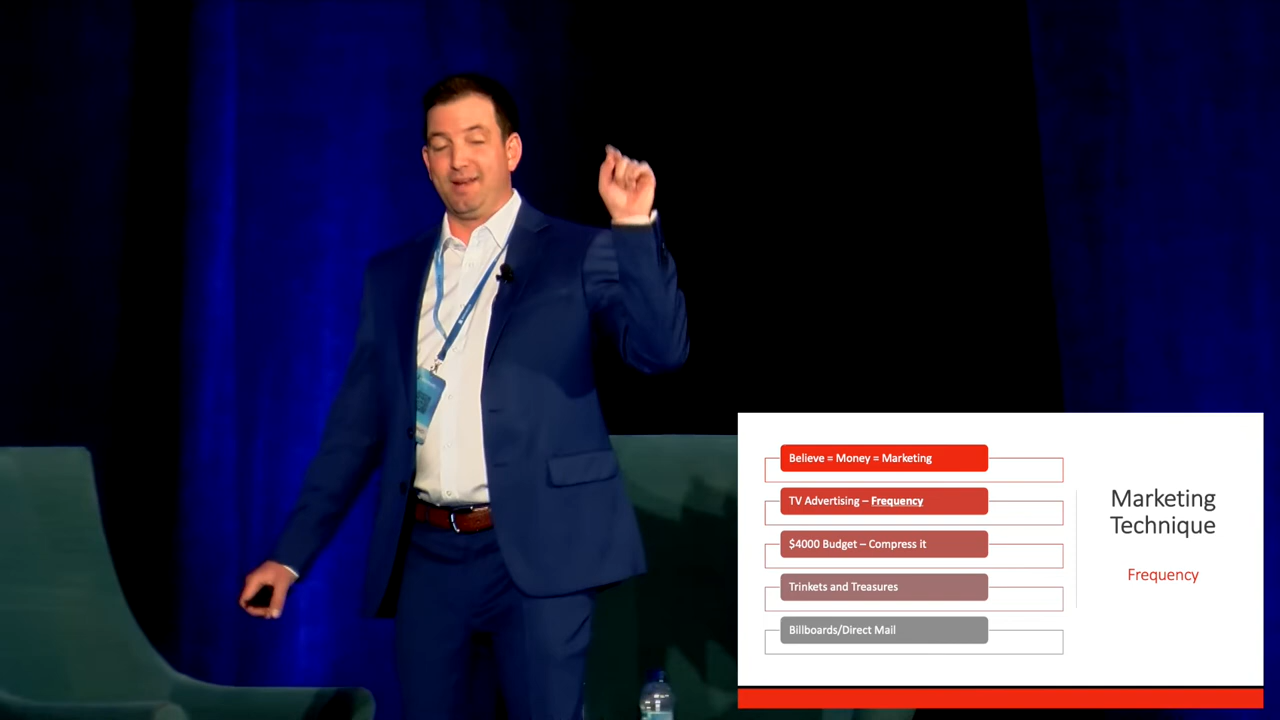 Believe = Money = Marketing
TV Advertising – Frequency
$4000 Budget – Compress it
Trinkets and Treasures
Billboards/Direct Mail
Marketing
Technique
Frequency